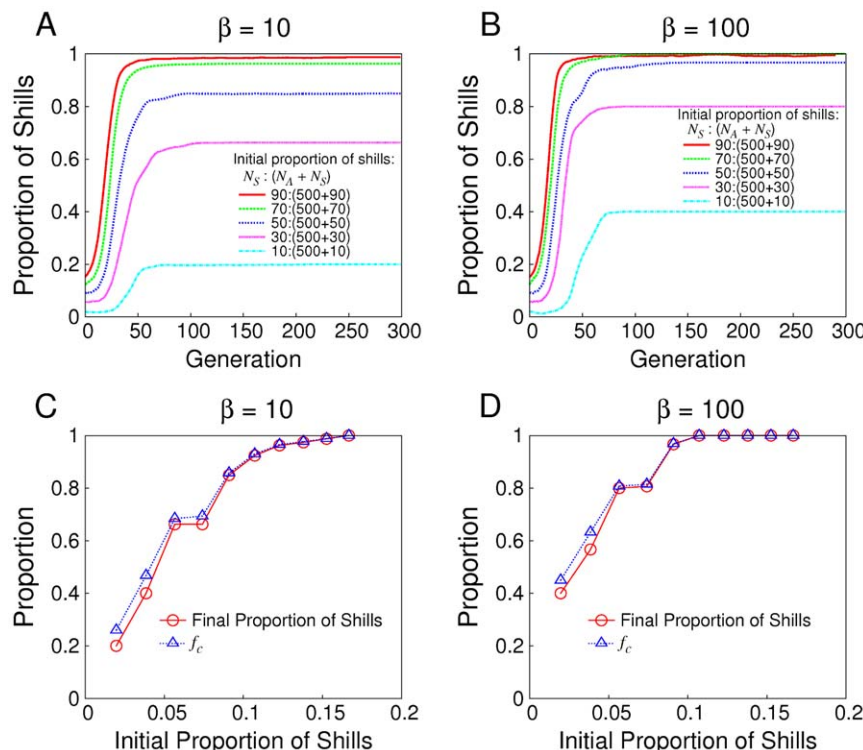 A
β = 10
Proportion of Shills
1
0.8
0.6
0.4
0.2
0
0
50
100
150
200
250
300
Generation
Initial proportion of shills:
N_S : (N_A + N_S)
90:(500+90)
70:(500+70)
50:(500+50)
30:(500+30)
10:(500+10)
B
β = 100
Proportion of Shills
1
0.8
0.6
0.4
0.2
0
0
50
100
150
200
250
300
Generation
Initial proportion of shills:
N_S : (N_A + N_S)
90:(500+90)
70:(500+70)
50:(500+50)
30:(500+30)
10:(500+10)
C
β = 10
Proportion
1
0.8
0.6
0.4
0.2
0
0
0.05
0.1
0.15
0.2
Initial Proportion of Shills
Final Proportion of Shills
f_c
D
β = 100
Proportion
1
0.8
0.6
0.4
0.2
0
0
0.05
0.1
0.15
0.2
Initial Proportion of Shills
Final Proportion of Shills
f_c